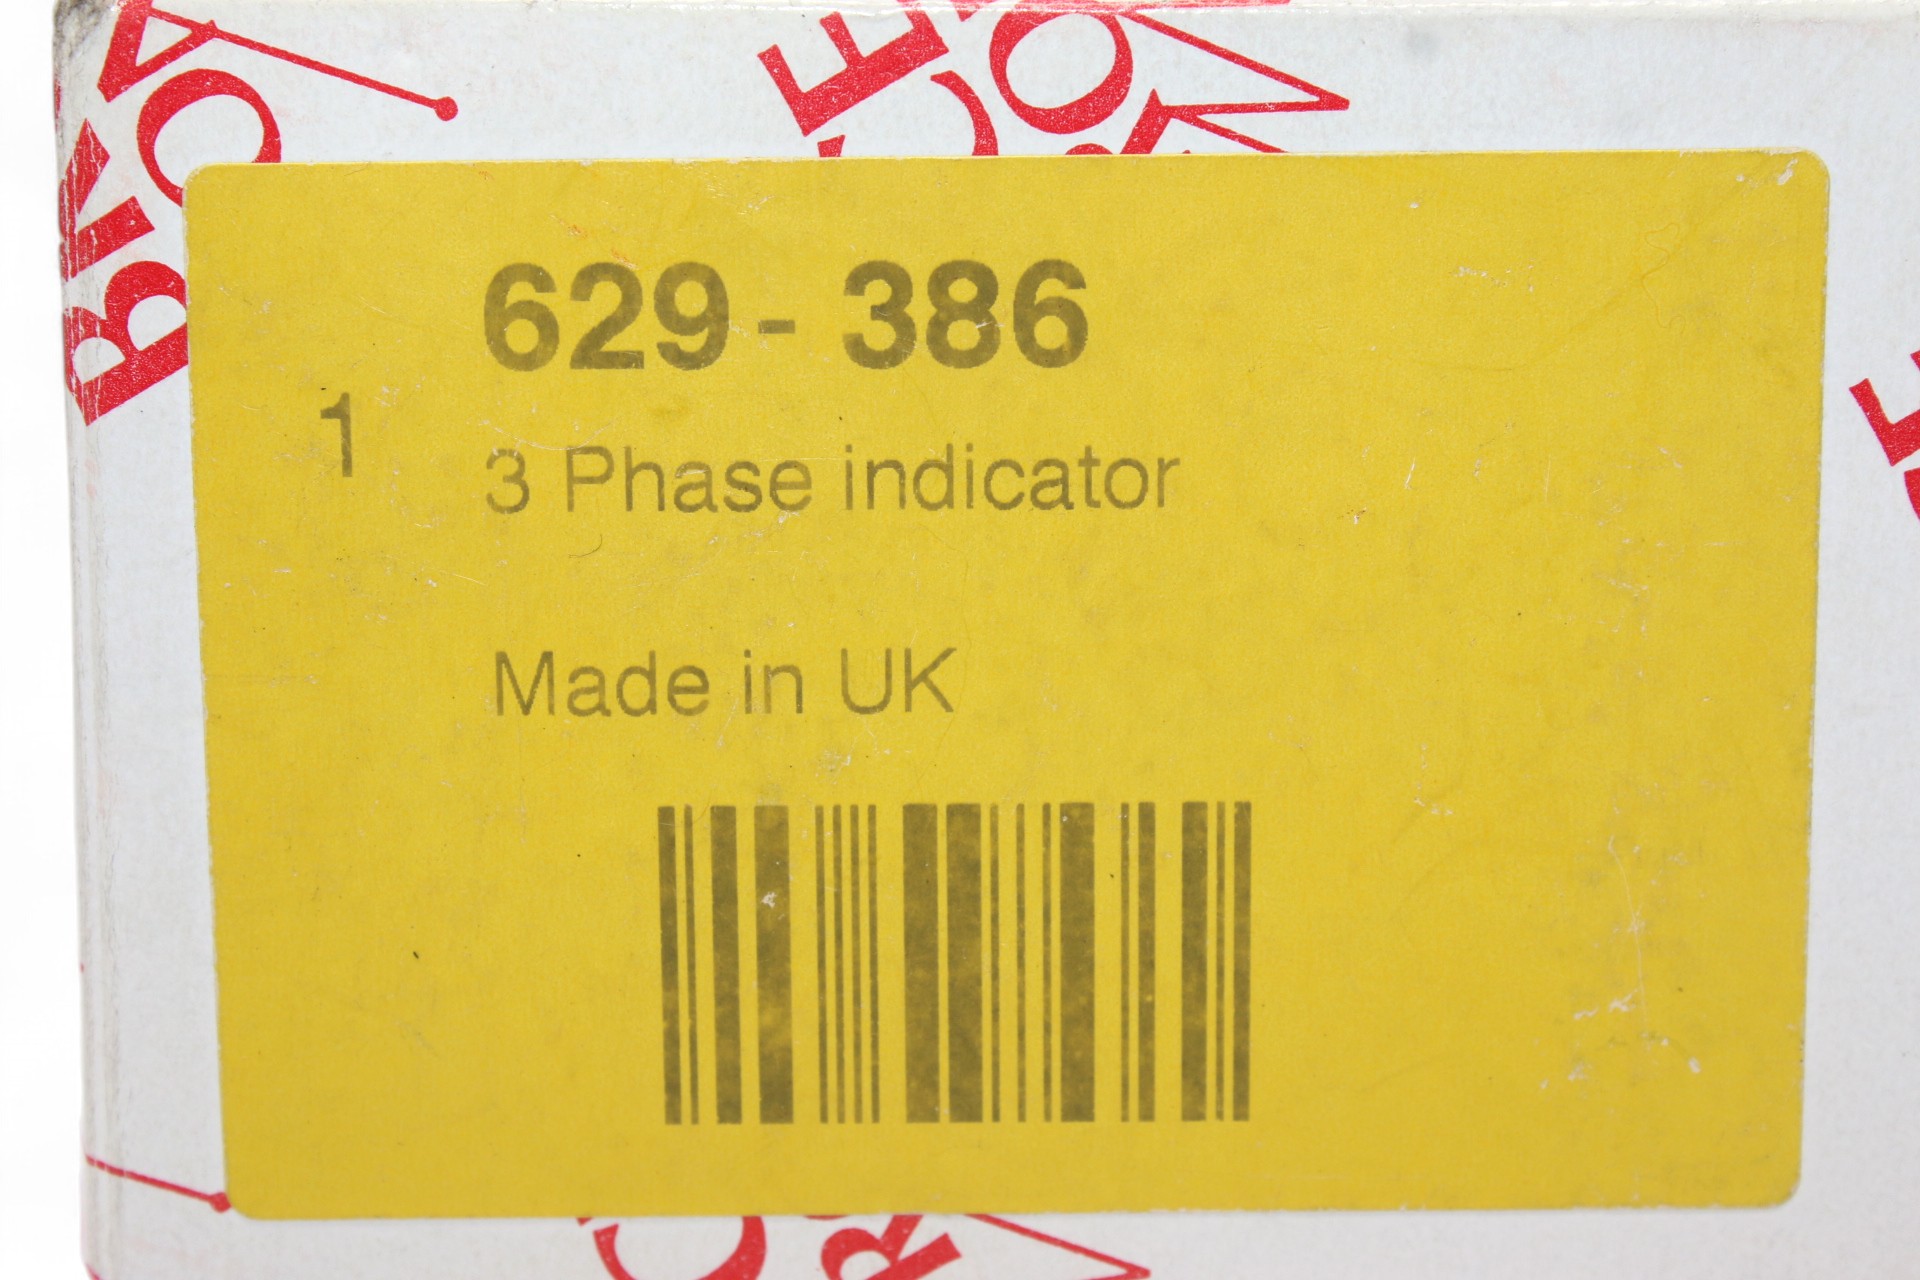 629 - 386
1
3 Phase indicator
Made in UK